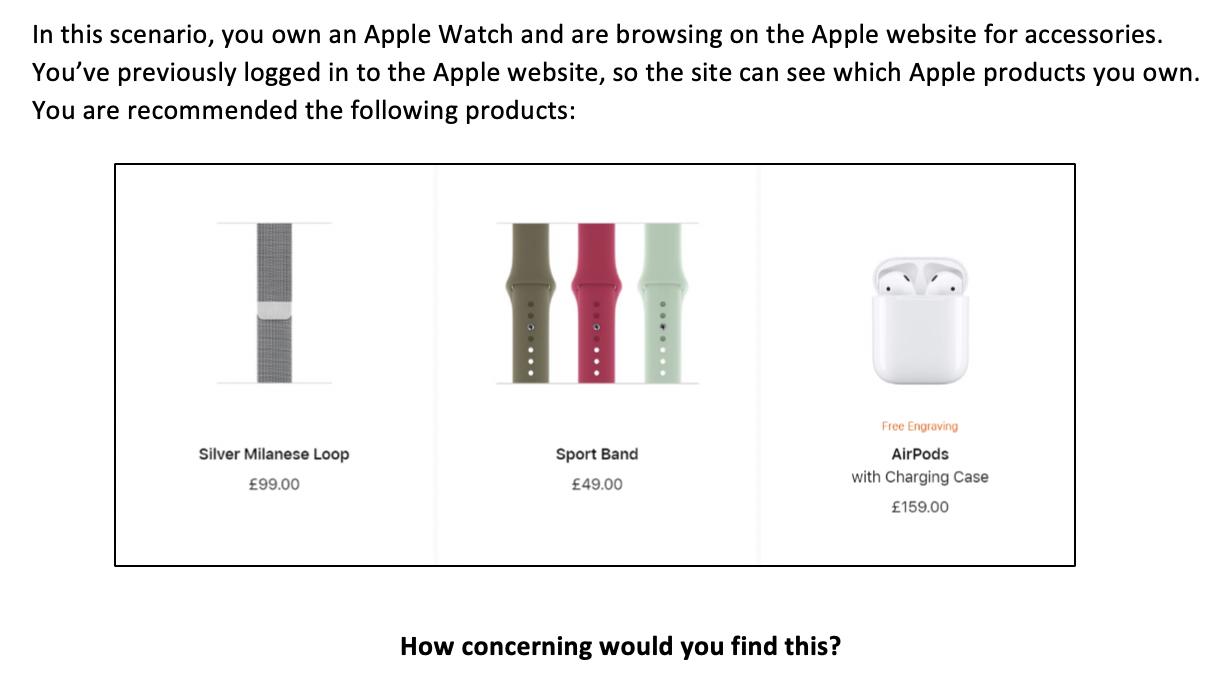 In this scenario, you own an Apple Watch and are browsing on the Apple website for accessories.
You’ve previously logged in to the Apple website, so the site can see which Apple products you own.
You are recommended the following products:
Silver Milanese Loop
£99.00
Sport Band
£49.00
Free Engraving
AirPods
with Charging Case
£159.00
How concerning would you find this?